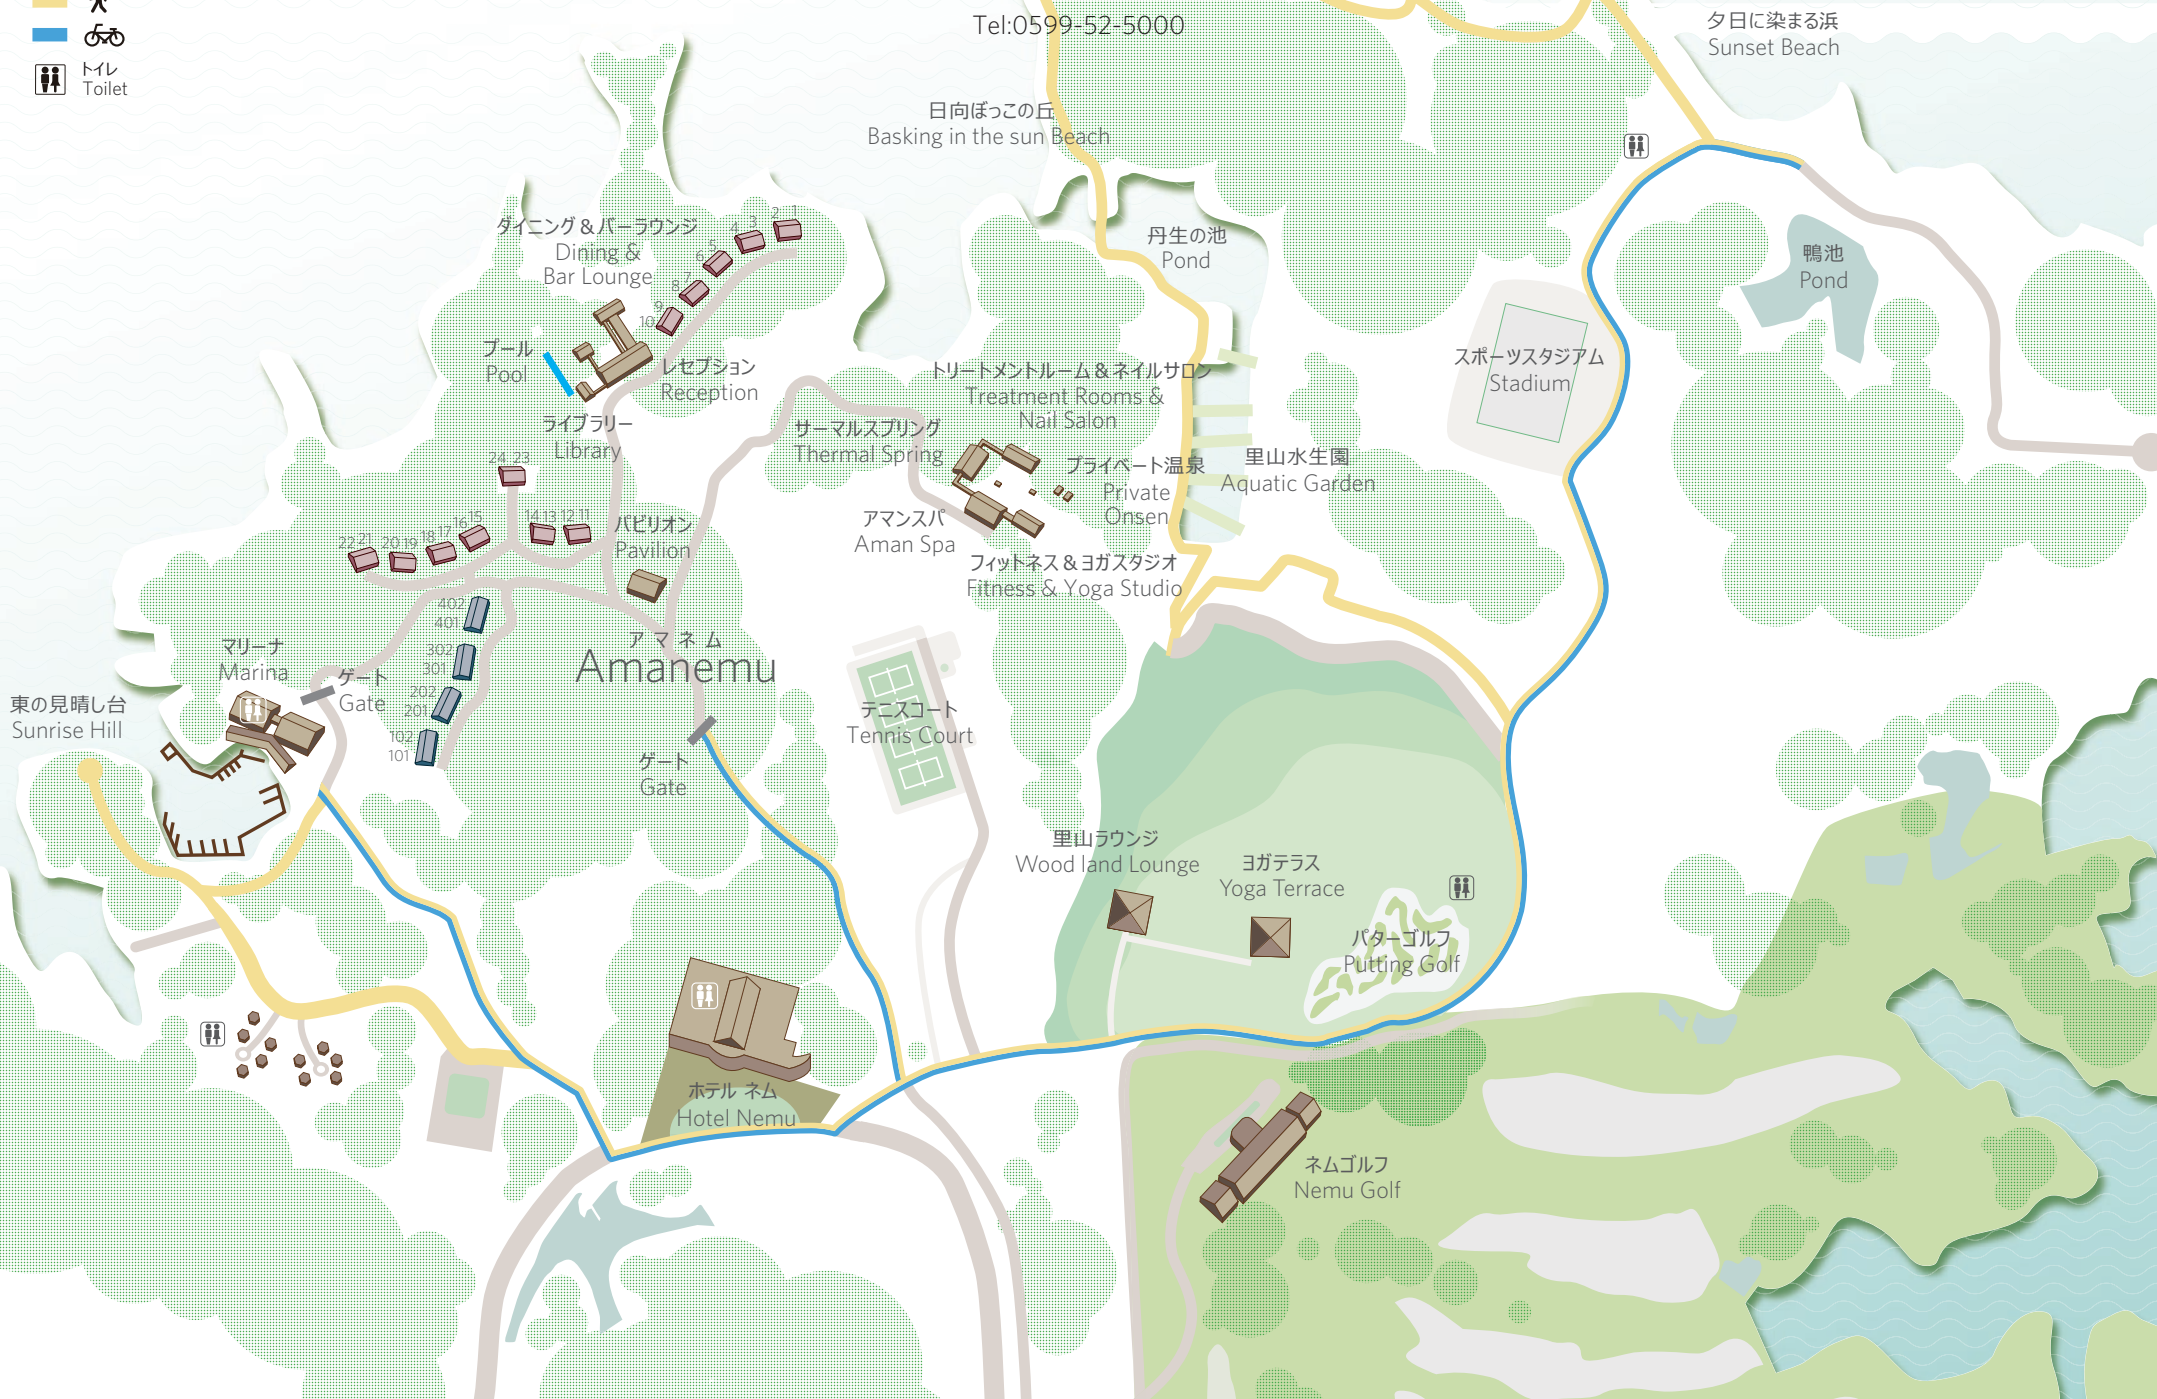 トイレ
Toilet
Tel:0599-52-5000
夕日に染まる浜
Sunset Beach
日向ぼっこの丘
Basking in the sun Beach
ダイニング&バーラウンジ
Dining &
Bar Lounge
1
2
3
4
5
6
7
8
9
10
丹生の池
Pond
鴨池
Pond
プール
Pool
レセプション
Reception
ライブラリー
Library
トリートメントルーム&ネイルサロン
Treatment Rooms &
Nail Salon
スポーツスタジアム
Stadium
サーマルスプリング
Thermal Spring
プライベート温泉
Private
Onsen
里山水生園
Aquatic Garden
24 23
22 21
20 19
18 17
16 15
14 13
12 11
パビリオン
Pavilion
アマンスパ
Aman Spa
フィットネス&ヨガスタジオ
Fitness & Yoga Studio
402
401
302
301
202
201
102
101
アマネム
Amanemu
マリーナ
Marina
ゲート
Gate
東の見晴し台
Sunrise Hill
テニスコート
Tennis Court
ゲート
Gate
里山ラウンジ
Wood land Lounge
ヨガテラス
Yoga Terrace
パターゴルフ
Putting Golf
ホテル ネム
Hotel Nemu
ネムゴルフ
Nemu Golf